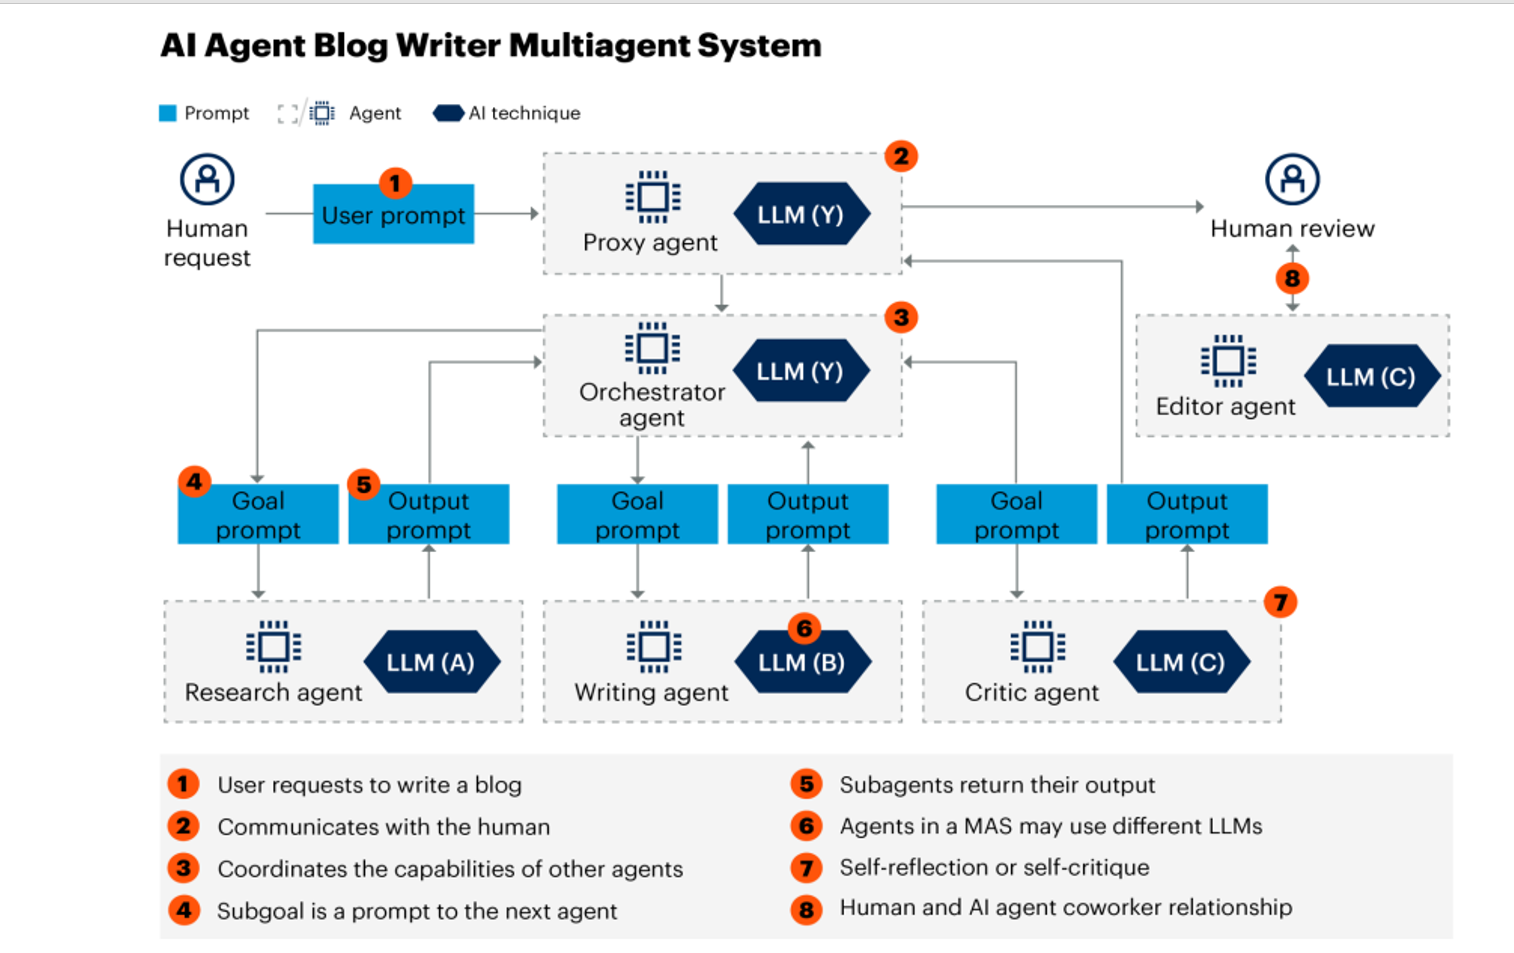 AI Agent Blog Writer Multiagent System
Prompt
Agent
AI technique
Human
request
1
User prompt
Proxy agent
LLM (Y)
2
Human review
8
Orchestrator
agent
LLM (Y)
3
Editor agent
LLM (C)
4
Goal
prompt
5
Output
prompt
Goal
prompt
Output
prompt
Goal
prompt
Output
prompt
Research agent
LLM (A)
Writing agent
6
LLM (B)
Critic agent
LLM (C)
7
1 User requests to write a blog
2 Communicates with the human
3 Coordinates the capabilities of other agents
4 Subgoal is a prompt to the next agent
5 Subagents return their output
6 Agents in a MAS may use different LLMs
7 Self-reflection or self-critique
8 Human and AI agent coworker relationship